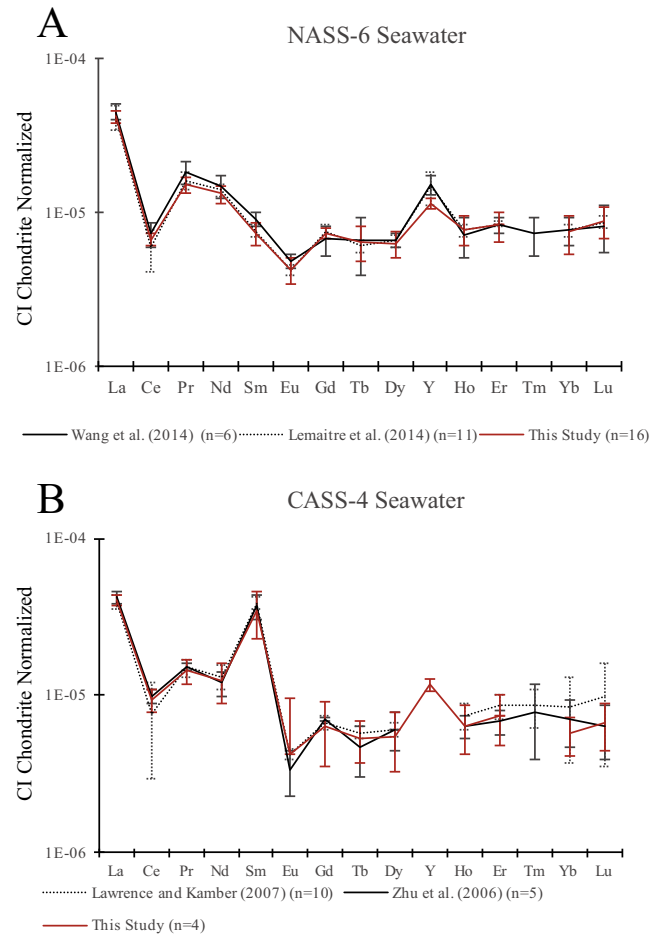 A
NASS-6 Seawater
CI Chondrite Normalized
1E-04
1E-05
1E-06
La Ce Pr Nd Sm Eu Gd Tb Dy Y Ho Er Tm Yb Lu
Wang et al. (2014) (n=6) Lemaitre et al. (2014) (n=11) This Study (n=16)
B
CASS-4 Seawater
CI Chondrite Normalized
1E-04
1E-05
1E-06
La Ce Pr Nd Sm Eu Gd Tb Dy Y Ho Er Tm Yb Lu
Lawrence and Kamber (2007) (n=10) Zhu et al. (2006) (n=5)
This Study (n=4)